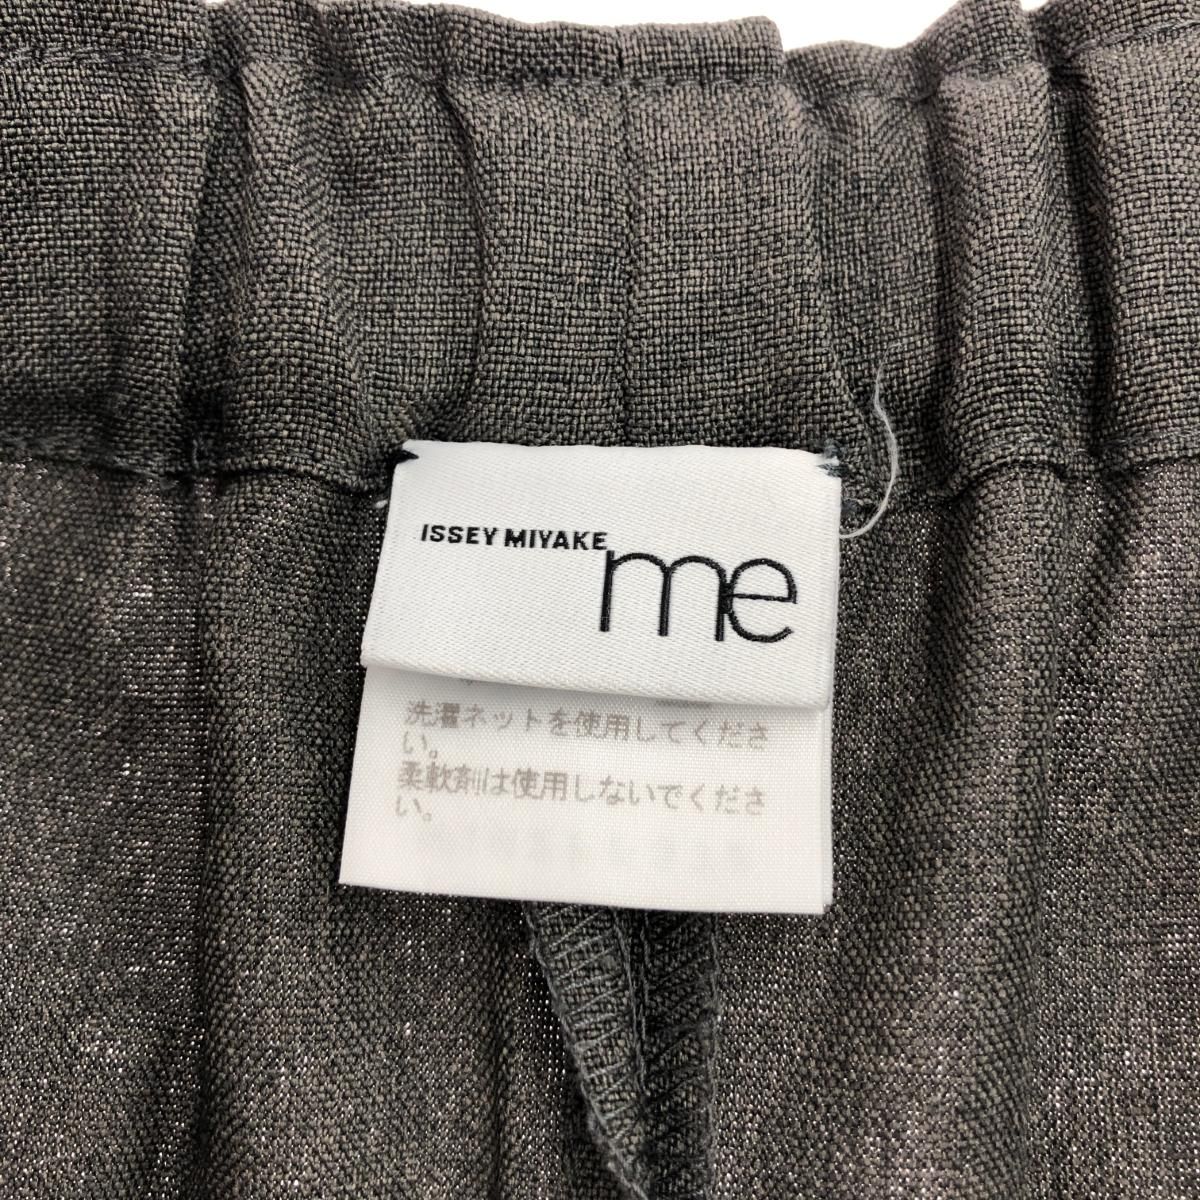 ISSEY MIYAKE
me
洗濯ネットを使用してくださ
い。
柔軟剤は使用しないでくださ
い。